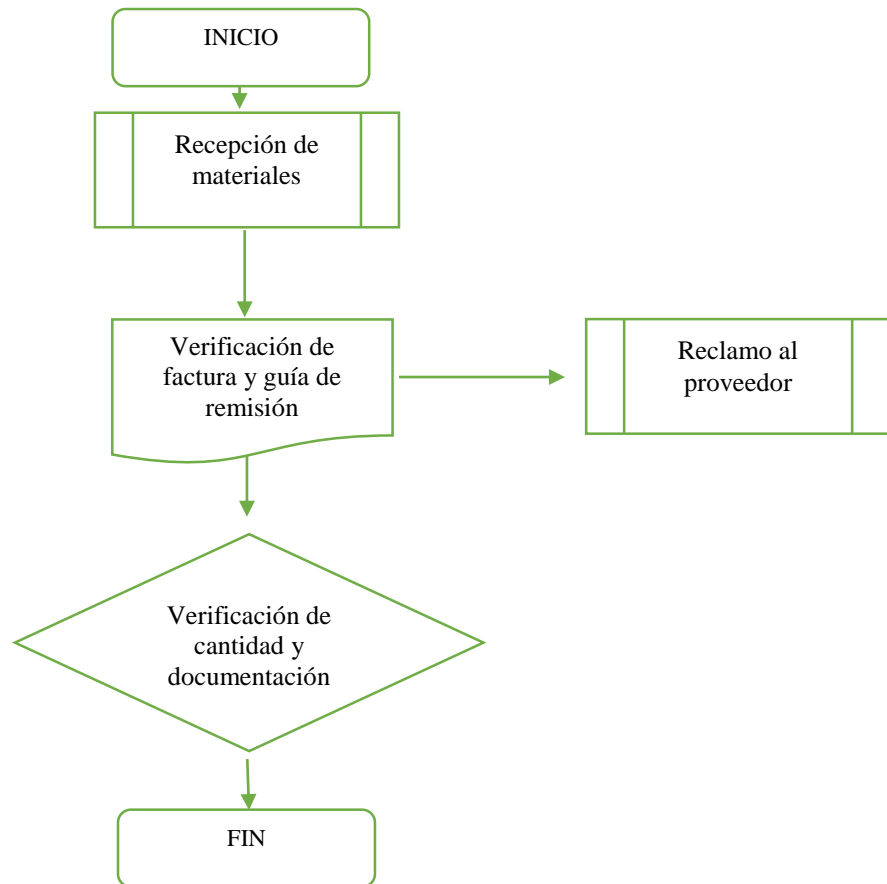 INICIO
Recepción de
materiales
Verificación de
factura y guía de
remisión
Reclamo al
proveedor
Verificación de
cantidad y
documentación
FIN